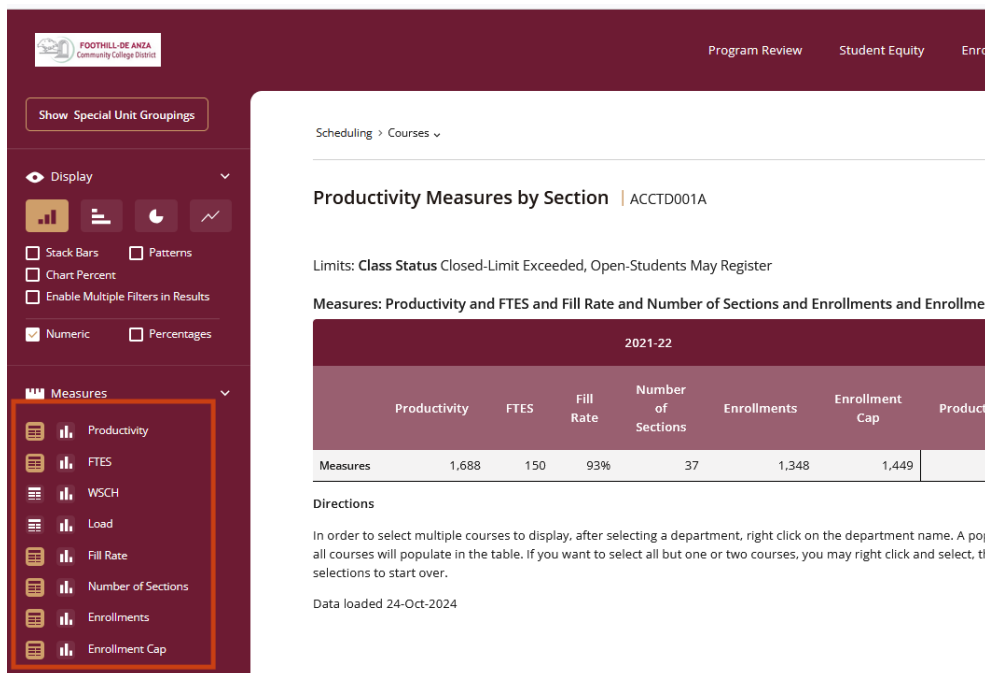 FOOTHILL-DE ANZA
Community College District
Program Review Student Equity
Show Special Unit Groupings
Scheduling > Courses
Display
Productivity Measures by Section | ACCTD001A
Stack Bars Patterns
Chart Percent
Enable Multiple Filters in Results
Numeric Percentages
Limits: Class Status Closed-Limit Exceeded, Open-Students May Register
Measures: Productivity and FTES and Fill Rate and Number of Sections and Enrollments and Enrollme
2021-22
Productivity FTES Fill Rate Number of Sections Enrollments Enrollment Cap Product
Measures 1,688 150 93% 37 1,348 1,449
Measures
Productivity
FTES
WSCH
Load
Fill Rate
Number of Sections
Enrollments
Enrollment Cap
Directions
In order to select multiple courses to display, after selecting a department, right click on the department name. A po
all courses will populate in the table. If you want to select all but one or two courses, you may right click and select, t
selections to start over.
Data loaded 24-Oct-2024